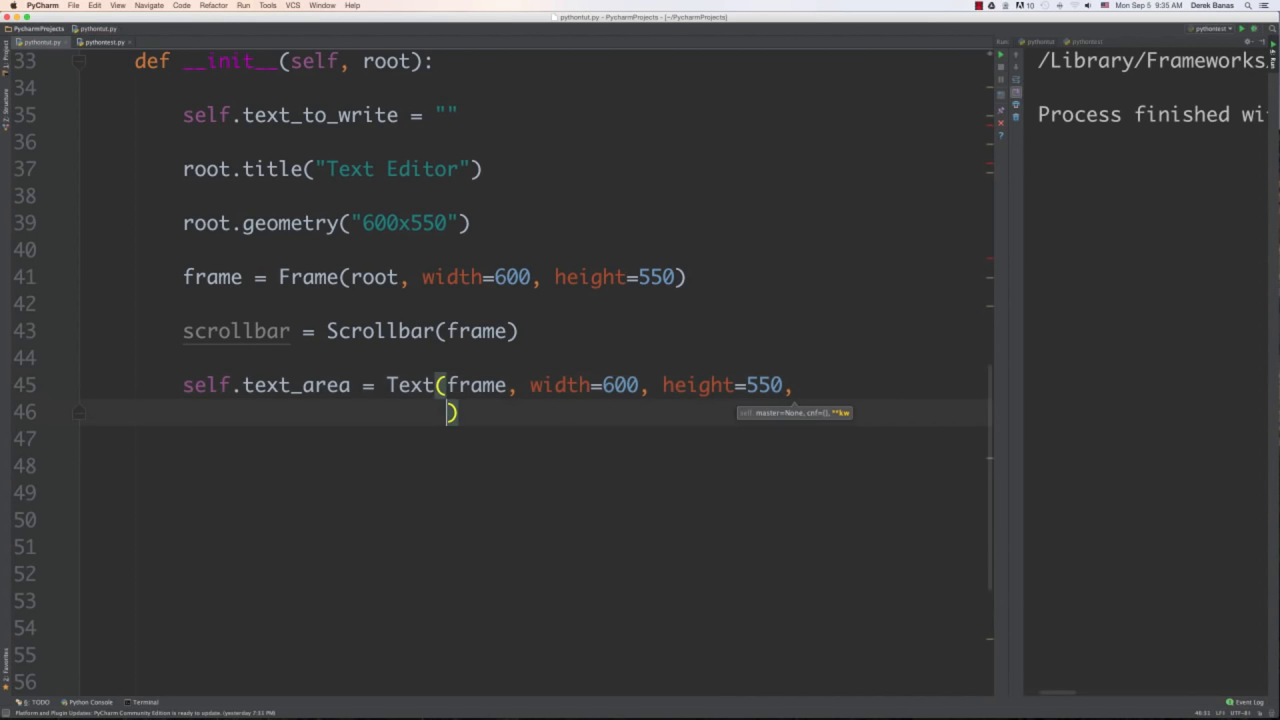 PyCharm File Edit View Navigate Code Refactor Run Tools VCS Window Help
10 Mon Sep 5 9:35 AM Derek Banas
pythontut.py - PycharmProjects - [~/PycharmProjects]
PycharmProjects pythontut.py
pythontest
pythontut.py pythontest.py
Run: pythontut pythontest
1: Project
7: Structure
2: Favorites
4: Run
33 def __init__(self, root):
34
35 self.text_to_write = ""
36
37 root.title("Text Editor")
38
39 root.geometry("600x550")
40
41 frame = Frame(root, width=600, height=550)
42
43 scrollbar = Scrollbar(frame)
44
45 self.text_area = Text(frame, width=600, height=550,
46 )
self, master=None, cnf={}, **kw
47
48
49
50
51
52
53
54
55
56
/Library/Frameworks
Process finished wi
6: TODO Python Console Terminal
Event Log
Platform and Plugin Updates: PyCharm Community Edition is ready to update. (yesterday 7:51 PM)
UTF-8